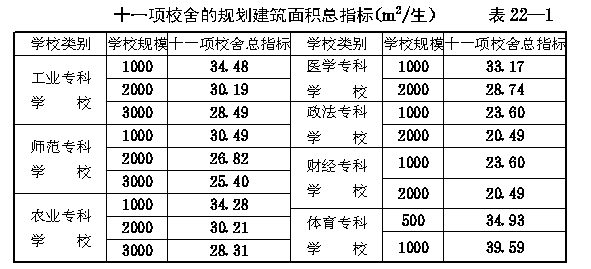 十一项校舍的规划建筑面积总指标(m²/生) 表22—1
学校类别 学校规模 十一项校舍总指标 学校类别 学校规模 十一项校舍总指标
工业专科学校 1000 34.48 医学专科学校 1000 33.17
2000 30.19 2000 28.74
3000 28.49 政法专科学校 1000 23.60
师范专科学校 1000 30.49 2000 20.49
2000 26.82 财经专科学校 1000 23.60
3000 25.40 2000 20.49
农业专科学校 1000 34.28 体育专科学校 500 34.93
2000 30.21 1000 39.59
3000 28.31